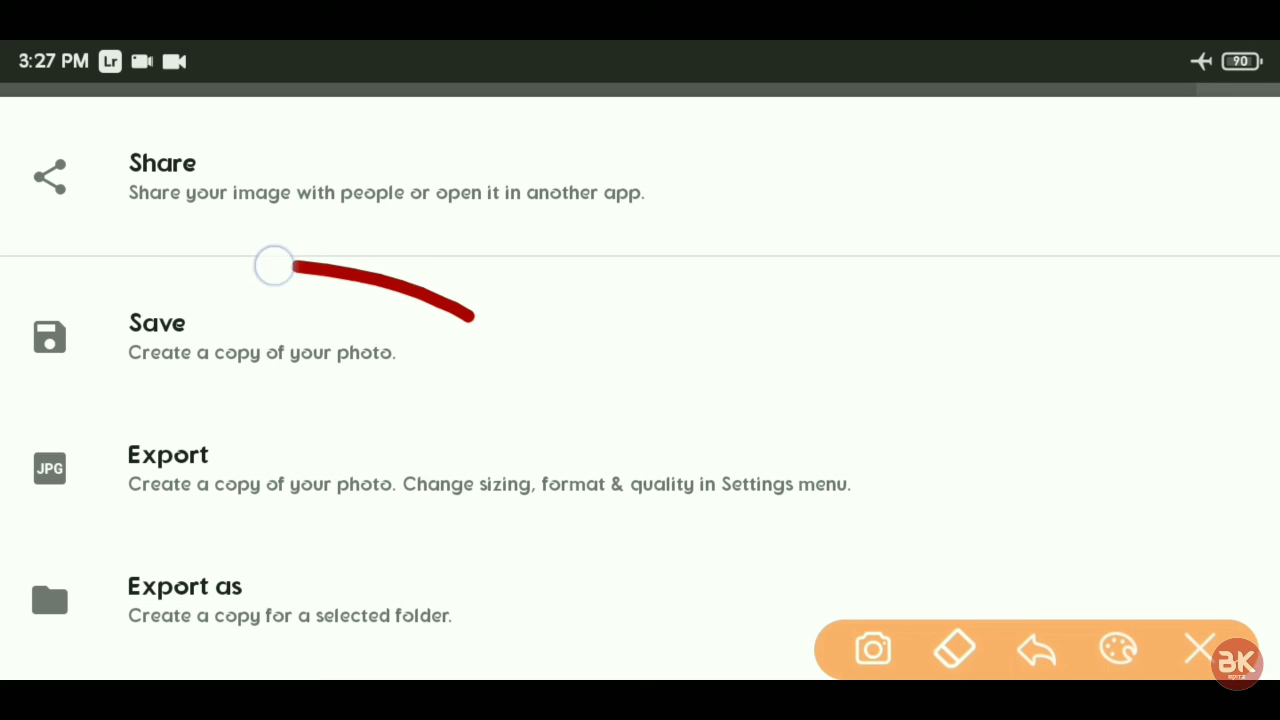 3:27 PM Lr 90
Share
Share your image with people or open it in another app.
Save
Create a copy of your photo.
JPG
Export
Create a copy of your photo. Change sizing, format & quality in Settings menu.
Export as
Create a copy for a selected folder.
BK